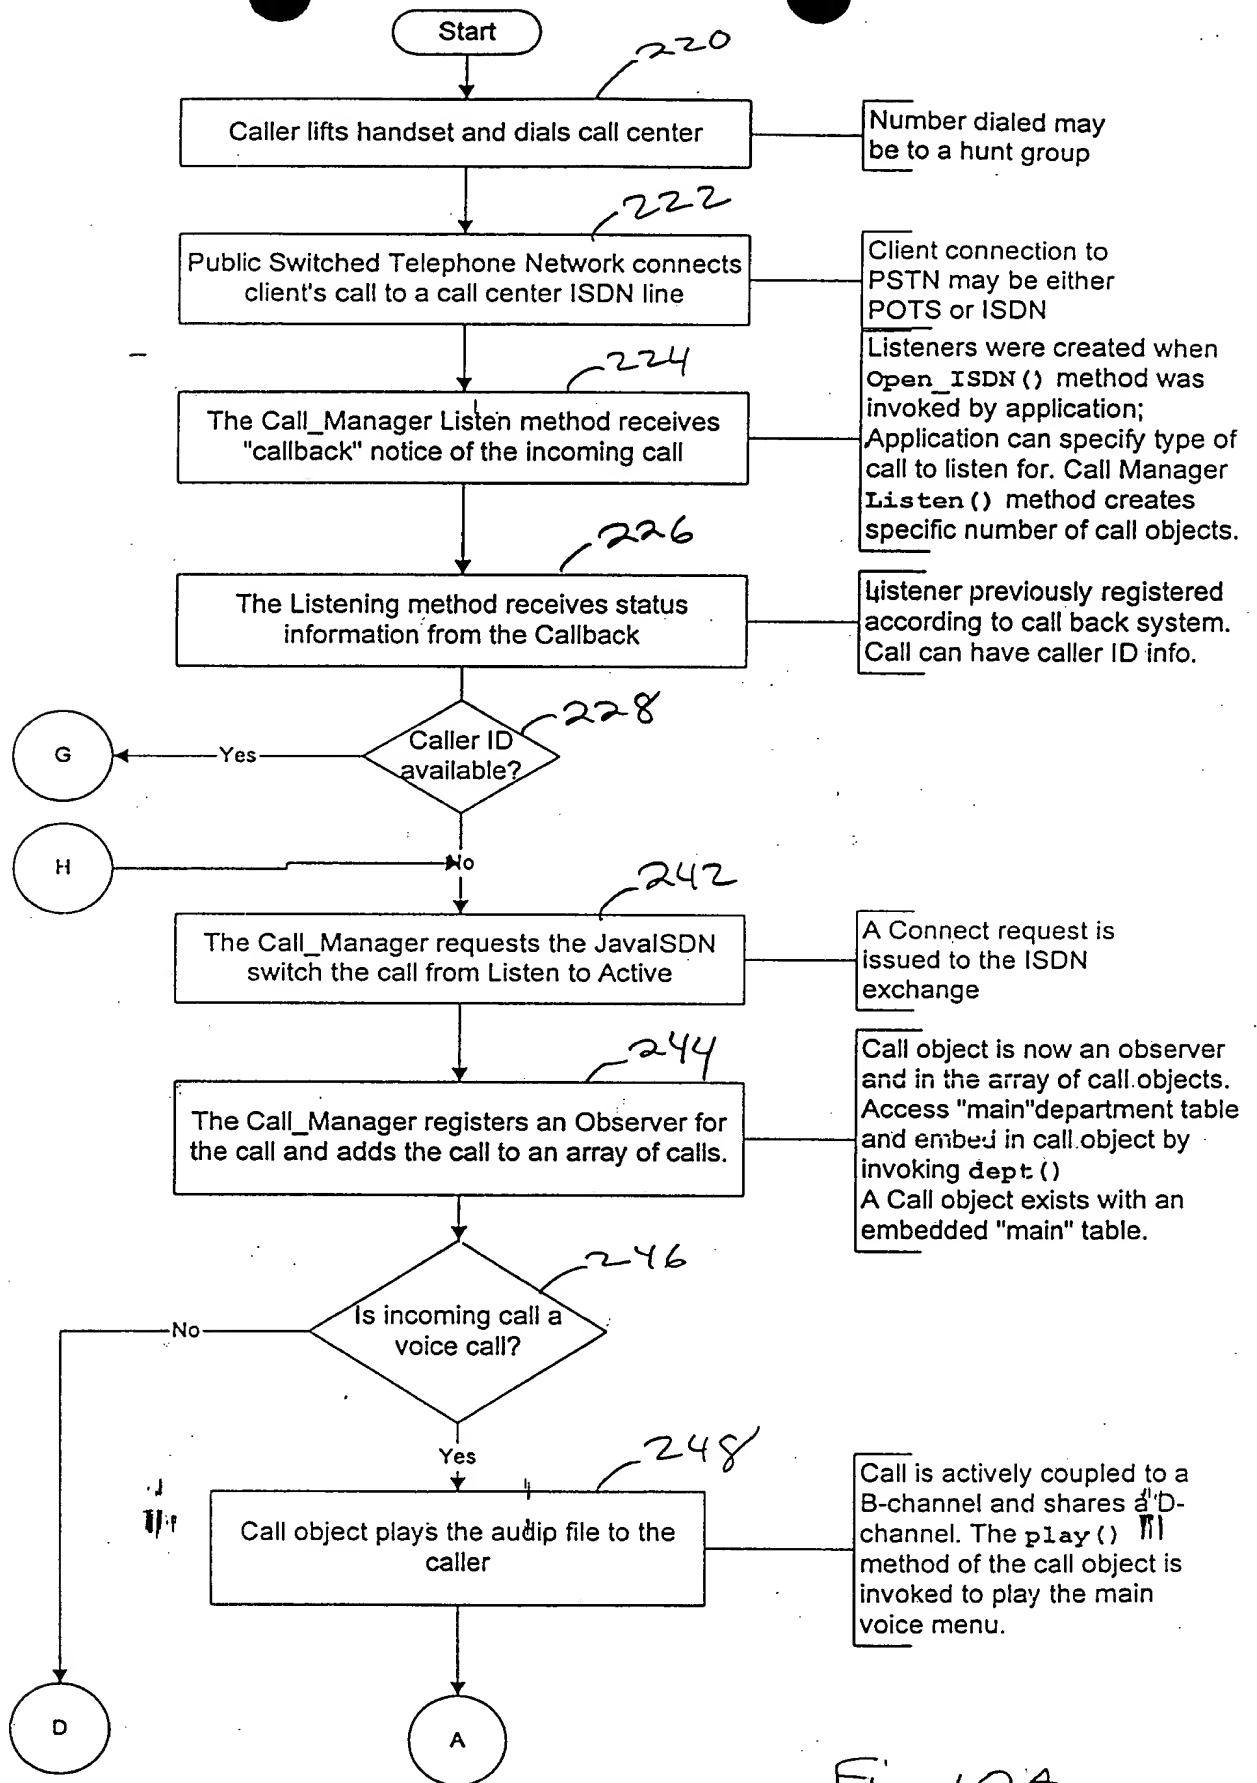 Start
220
Caller lifts handset and dials call center
Number dialed may
be to a hunt group
222
Public Switched Telephone Network connects
client's call to a call center ISDN line
Client connection to
PSTN may be either
POTS or ISDN
224
The Call_Manager Listen method receives
"callback" notice of the incoming call
Listeners were created when
Open_ISDN() method was
invoked by application;
Application can specify type of
call to listen for. Call Manager
Listen() method creates
specific number of call objects.
226
The Listening method receives status
information from the Callback
Listener previously registered
according to call back system.
Call can have caller ID info.
228
Caller ID
available?
Yes
G
H
No
242
The Call_Manager requests the JavaISDN
switch the call from Listen to Active
A Connect request is
issued to the ISDN
exchange
244
The Call_Manager registers an Observer for
the call and adds the call to an array of calls.
Call object is now an observer
and in the array of call objects.
Access "main"department table
and embed in call object by
invoking dept()
A Call object exists with an
embedded "main" table.
246
Is incoming call a
voice call?
No
Yes
248
Call object plays the audio file to the
caller
Call is actively coupled to a
B-channel and shares a D-
channel. The play()
method of the call object is
invoked to play the main
voice menu.
D
A
Fig. 10A